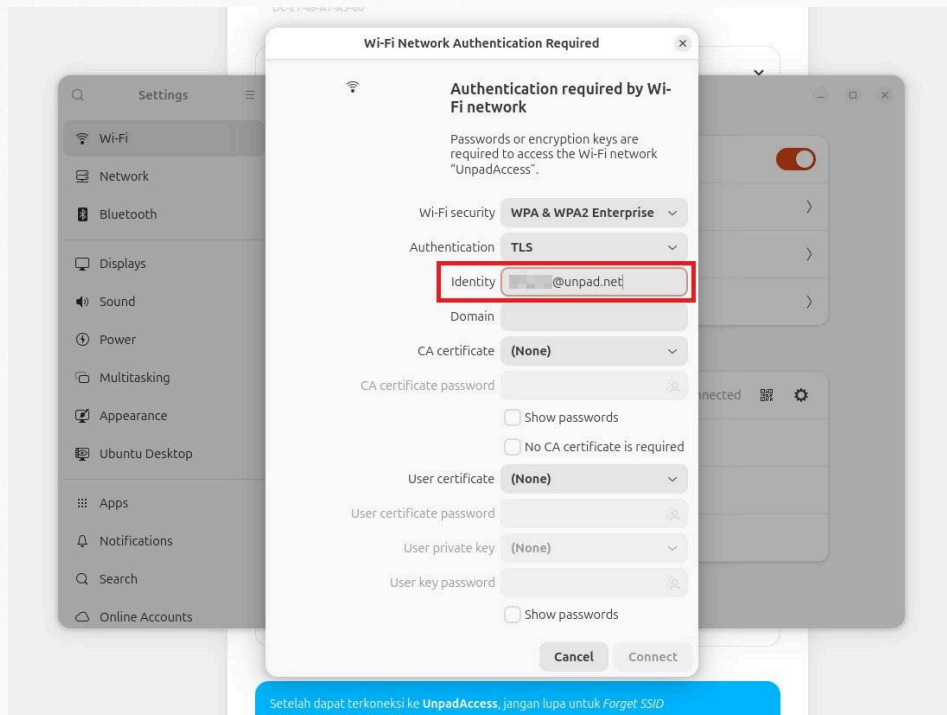 Wi-Fi Network Authentication Required
Settings
Authentication required by Wi-
Fi network
Passwords or encryption keys are
required to access the Wi-Fi network
“UnpadAccess”.
Wi-Fi
Network
Bluetooth
Displays
Sound
Power
Multitasking
Appearance
Ubuntu Desktop
Apps
Notifications
Search
Online Accounts
Wi-Fi security WPA & WPA2 Enterprise
Authentication TLS
Identity @unpad.net
Domain
CA certificate (None)
CA certificate password
Show passwords
No CA certificate is required
User certificate (None)
User certificate password
User private key (None)
User key password
Show passwords
Cancel Connect
Setelah dapat terkoneksi ke UnpadAccess, jangan lupa untuk Forget SSID